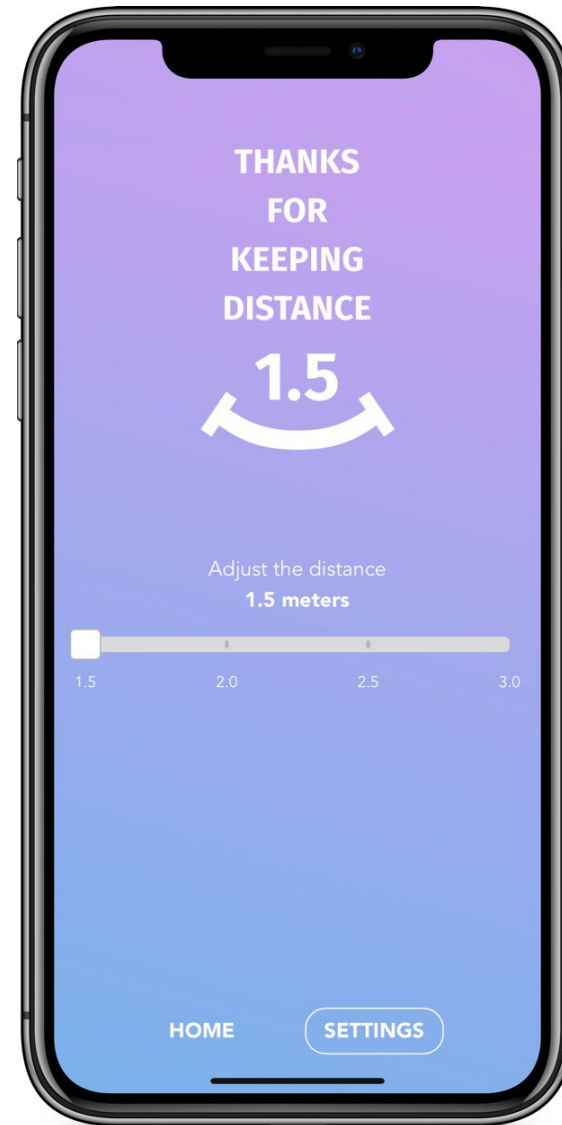 THANKS
FOR
KEEPING
DISTANCE
1.5
Adjust the distance
1.5 meters
1.5 2.0 2.5 3.0
HOME SETTINGS